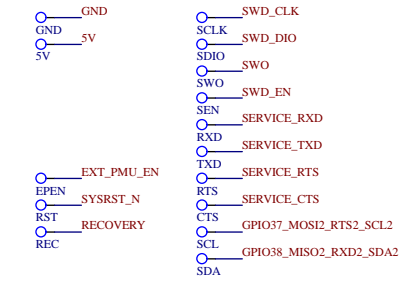 GND
GND
5V
5V
EXT_PMU_EN
EPEN
SYSRST_N
RST
RECOVERY
REC
SWD_CLK
SCLK
SWD_DIO
SDIO
SWO
SWO
SWD_EN
SEN
SERVICE_RXD
RXD
SERVICE_TXD
TXD
SERVICE_RTS
RTS
SERVICE_CTS
CTS
GPIO37_MOSI2_RTS2_SCL2
SCL
GPIO38_MISO2_RXD2_SDA2
SDA